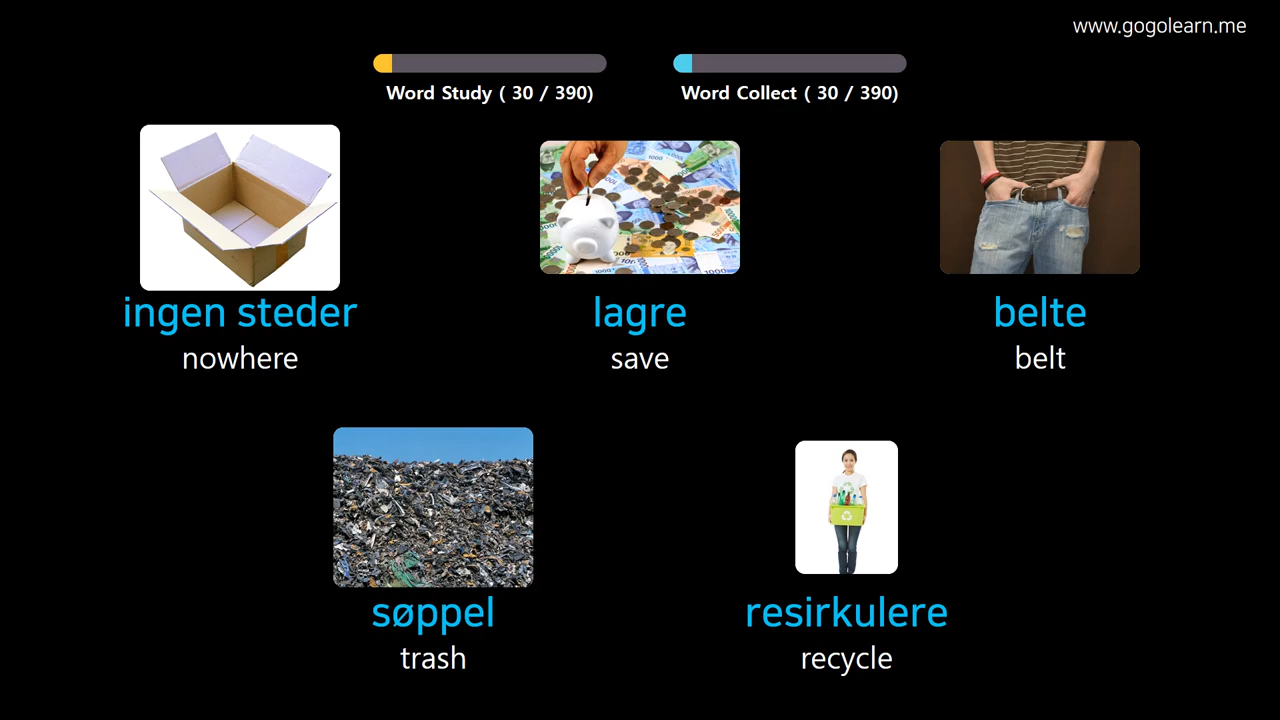 www.gogolearn.me
Word Study ( 30 / 390)
Word Collect ( 30 / 390)
ingen steder
nowhere
lagre
save
belte
belt
søppel
trash
resirkulere
recycle